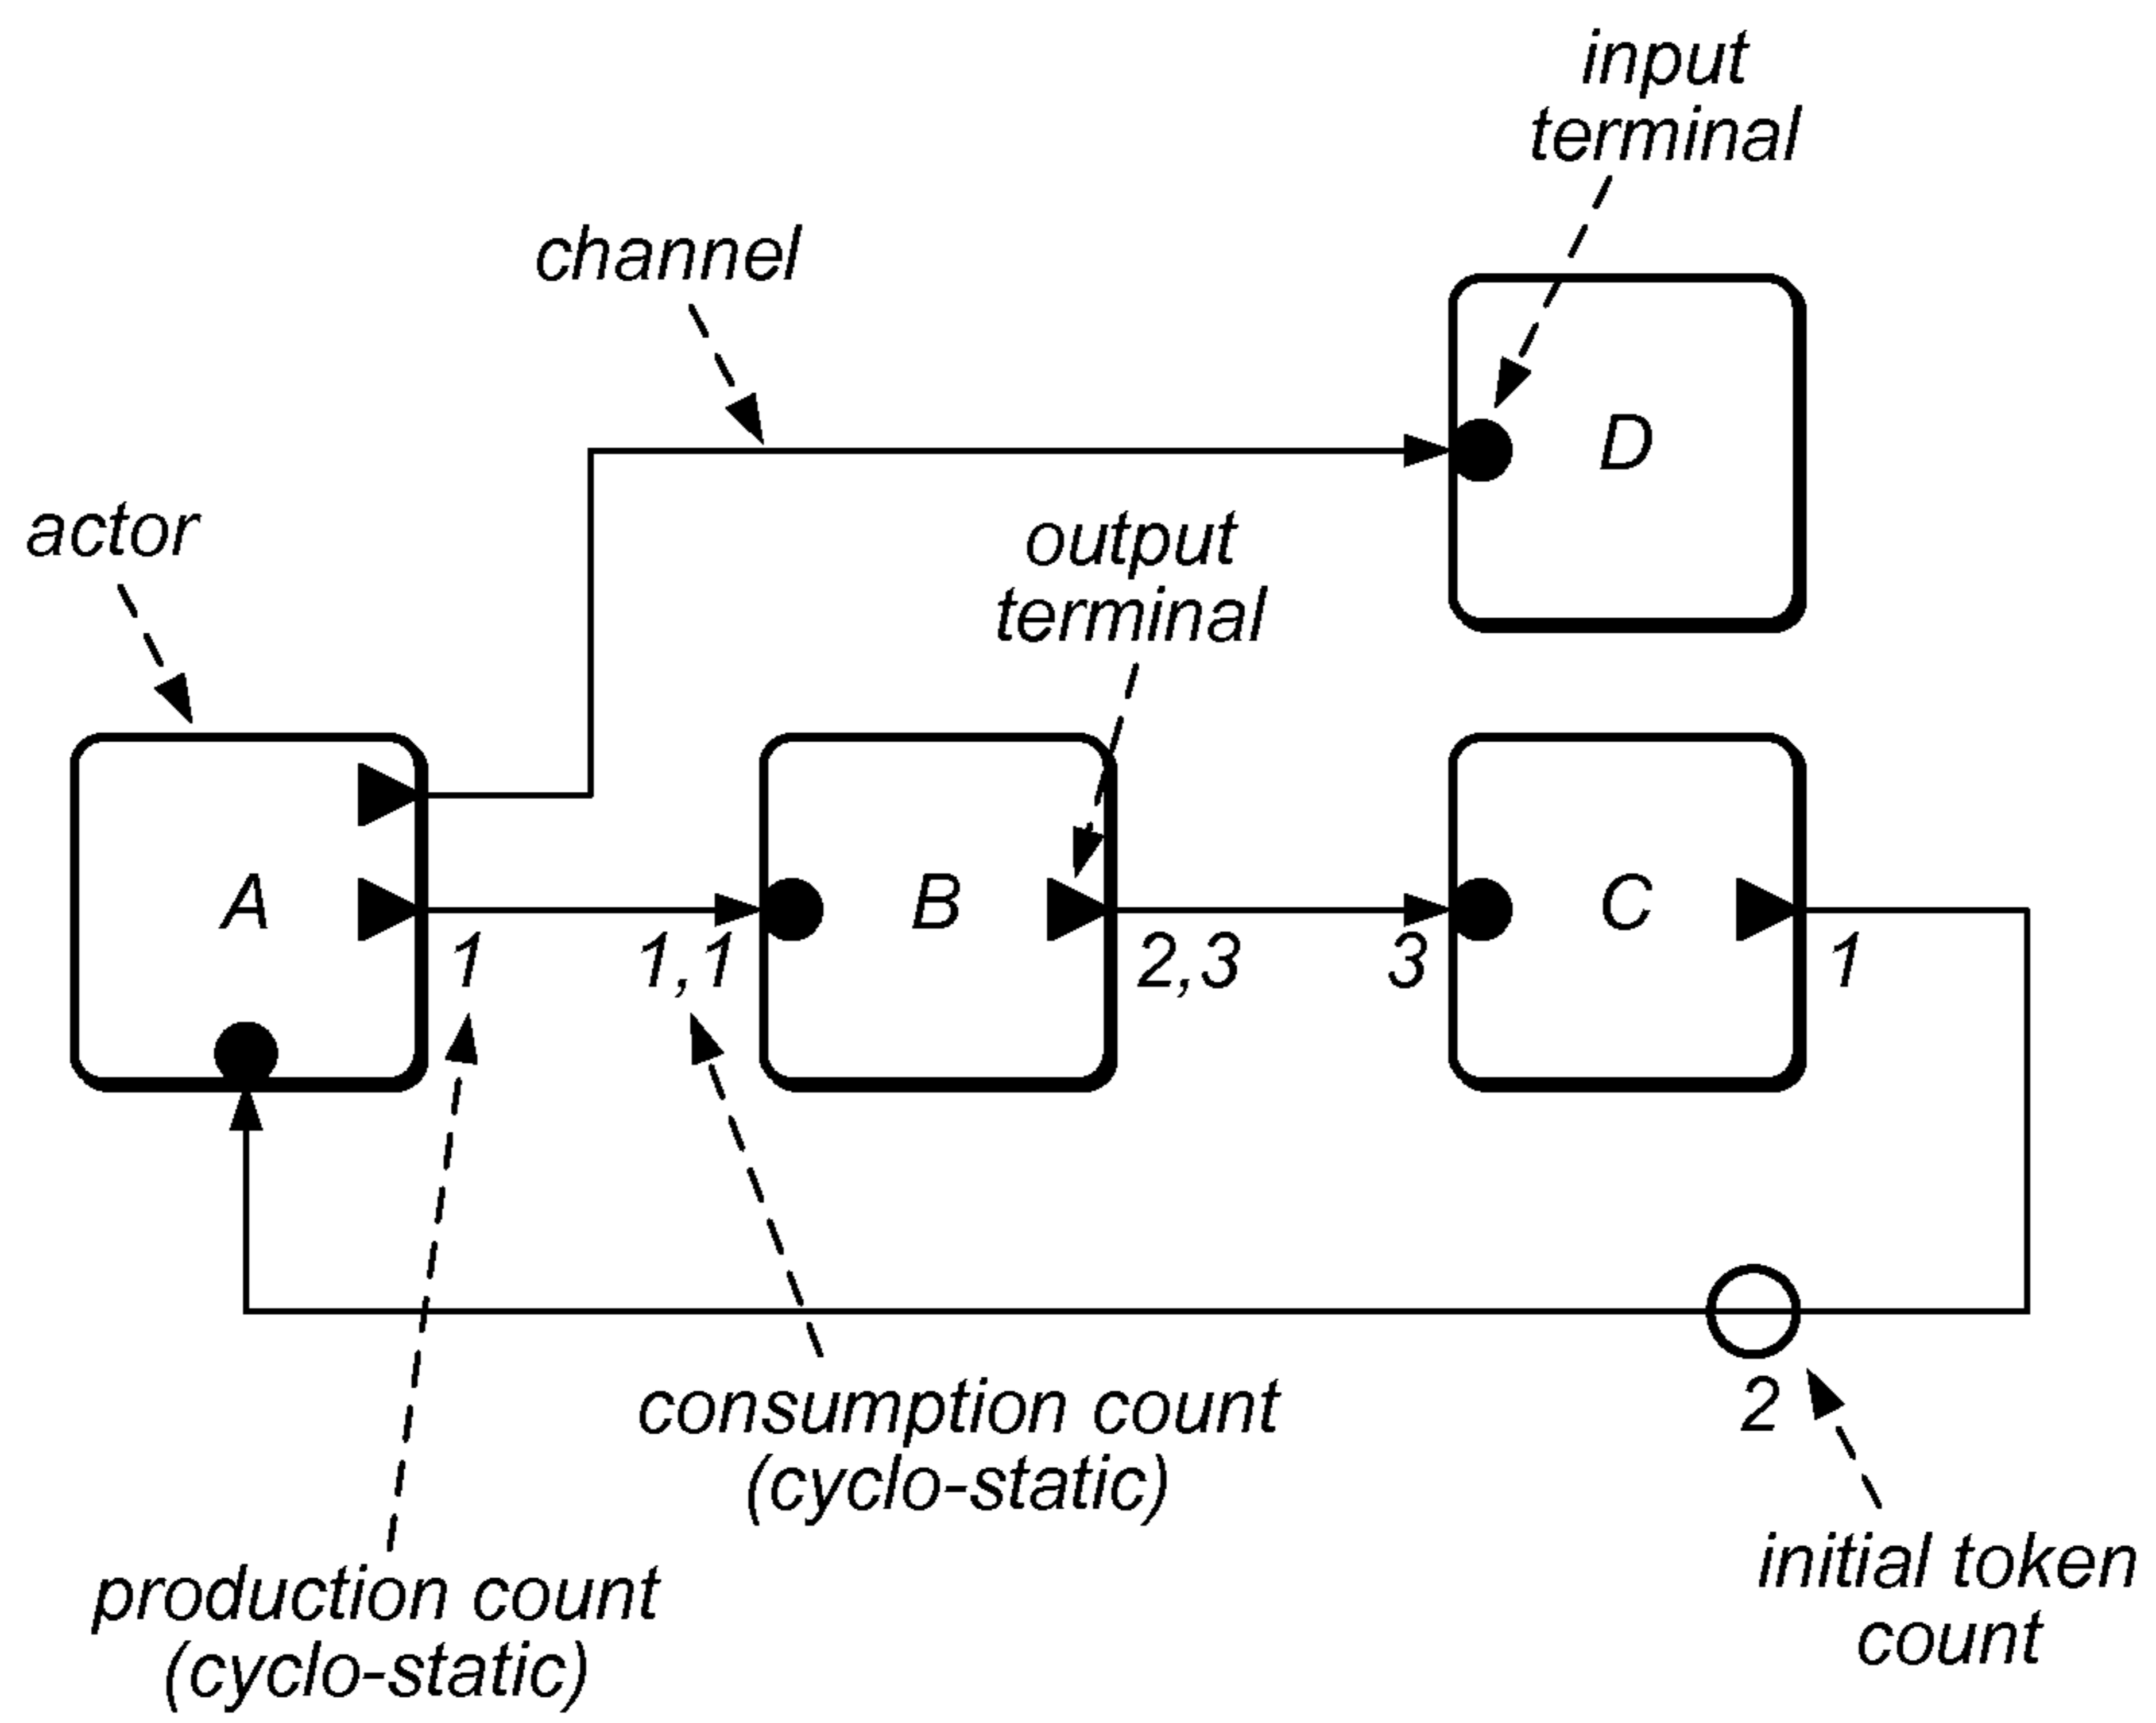 input
terminal
channel
D
actor
output
terminal
A
B
C
1
1,1
2,3
3
1
consumption count
(cyclo-static)
2
production count
(cyclo-static)
initial token
count